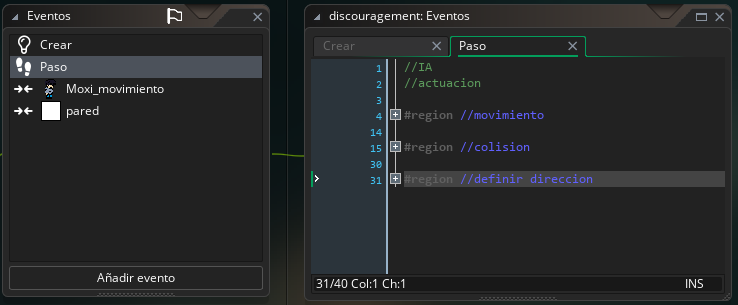 Eventos
Crear
Paso
Moxi_movimiento
pared
Añadir evento
discouragement: Eventos
Crear
Paso
1 //IA
2 //actuacion
3
4 #region //movimiento
14
15 #region //colision
30
31 #region //definir direccion
31/40 Col:1 Ch:1 INS